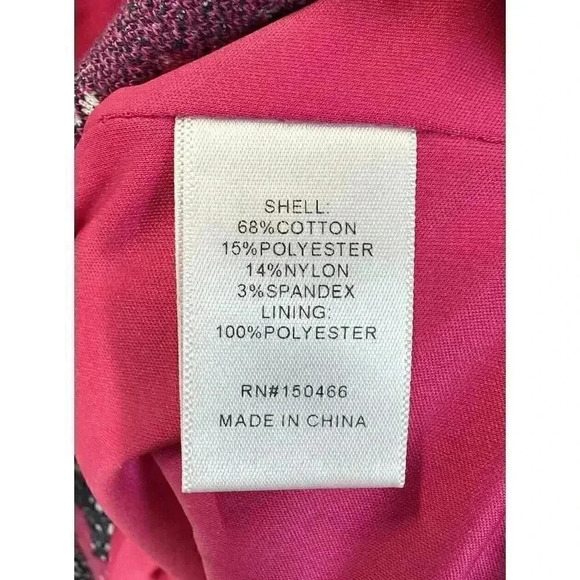 SHELL:
68%COTTON
15%POLYESTER
14%NYLON
3%SPANDEX
LINING:
100%POLYESTER
RN#150466
MADE IN CHINA